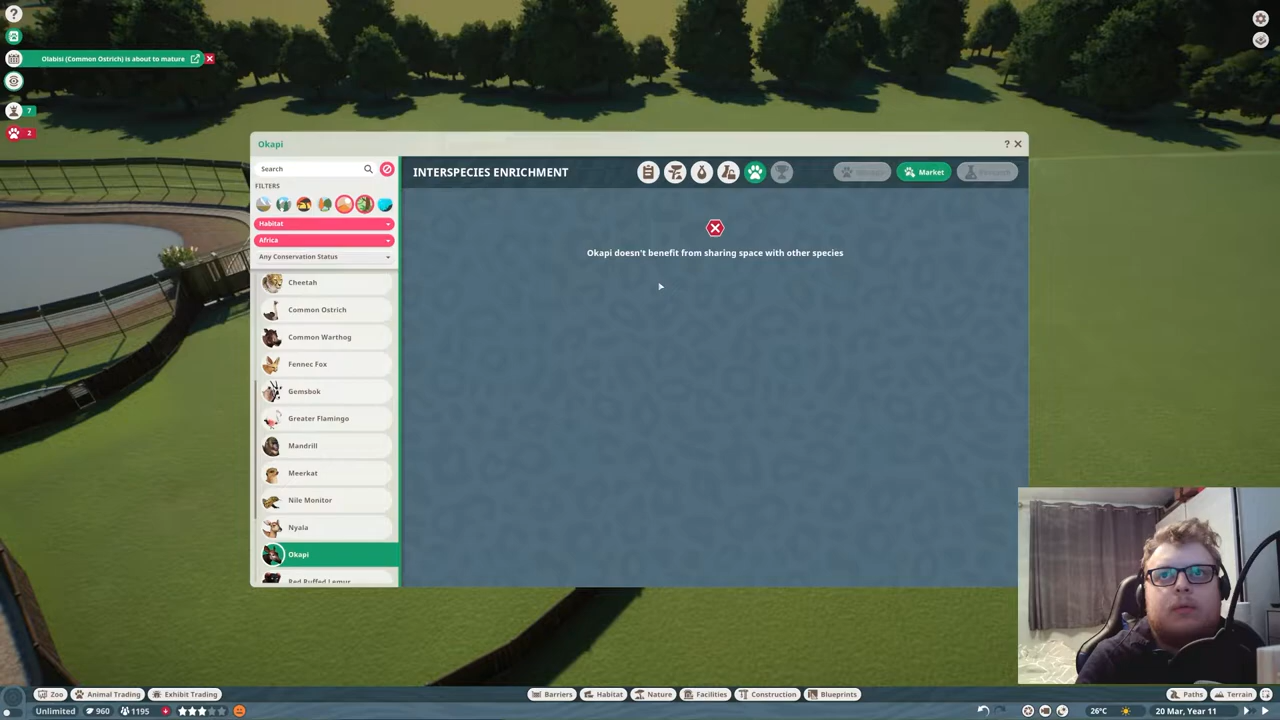 ?
Olabisi (Common Ostrich) is about to mature
7
2
Okapi
?
Search
FILTERS
Habitat
Africa
Any Conservation Status
Cheetah
Common Ostrich
Common Warthog
Fennec Fox
Gemsbok
Greater Flamingo
Mandrill
Meerkat
Nile Monitor
Nyala
Okapi
Red Ruffed Lemur
INTERSPECIES ENRICHMENT
Market
Research
Okapi doesn't benefit from sharing space with other species
Zoo
Animal Trading
Exhibit Trading
Barriers
Habitat
Nature
Facilities
Construction
Blueprints
Paths
Terrain
Unlimited
960
1195
26°C
20 Mar, Year 11